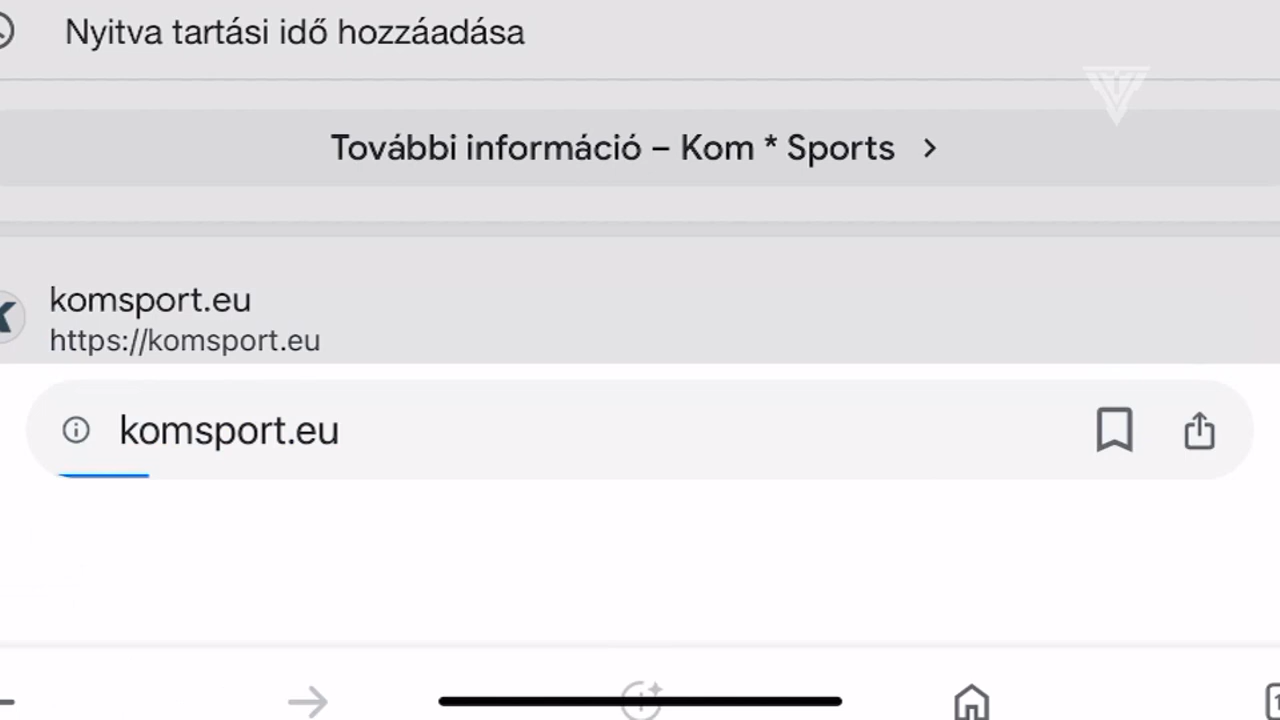 Nyitva tartási idő hozzáadása
További információ – Kom * Sports
komsport.eu
https://komsport.eu
komsport.eu